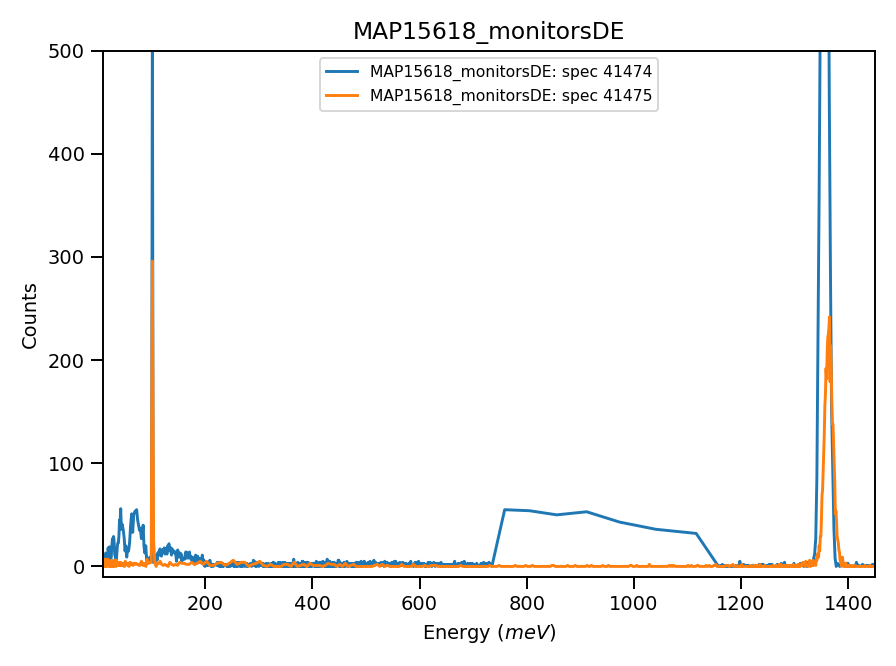 MAP15618_monitorsDE
MAP15618_monitorsDE: spec 41474
MAP15618_monitorsDE: spec 41475
500
400
300
200
100
0
Counts
200 400 600 800 1000 1200 1400
Energy (meV)